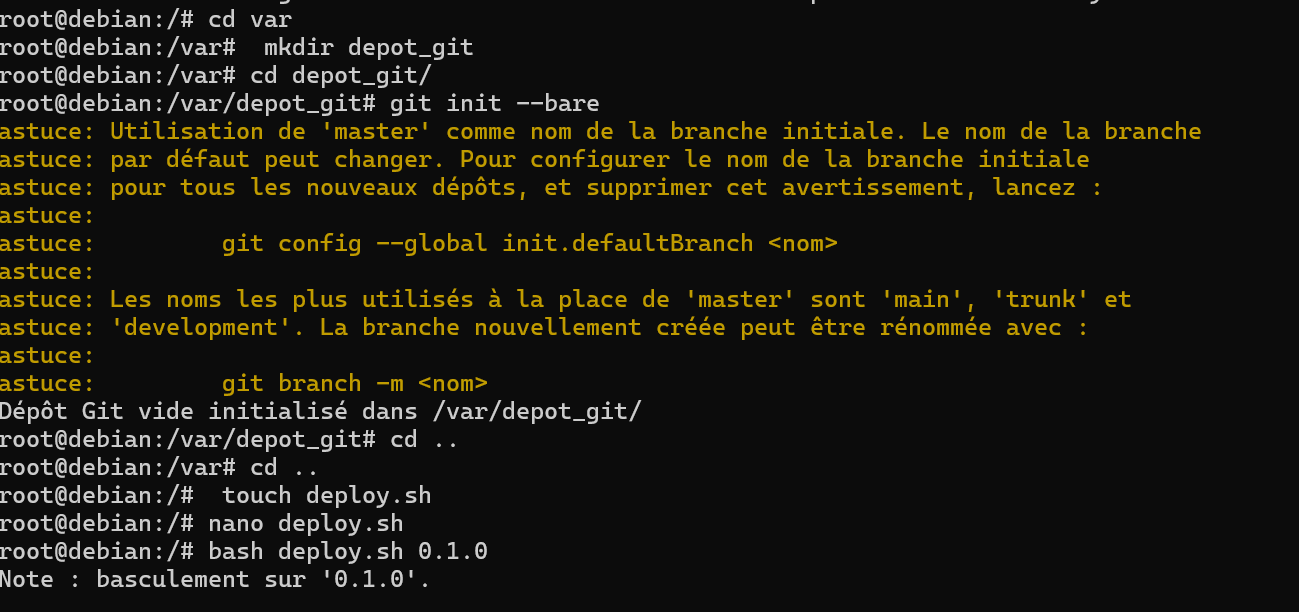 root@debian:/# cd var
root@debian:/var#  mkdir depot_git
root@debian:/var# cd depot_git/
root@debian:/var/depot_git# git init --bare
astuce: Utilisation de 'master' comme nom de la branche initiale. Le nom de la branche
astuce: par défaut peut changer. Pour configurer le nom de la branche initiale
astuce: pour tous les nouveaux dépôts, et supprimer cet avertissement, lancez :
astuce:
astuce:         git config --global init.defaultBranch <nom>
astuce:
astuce: Les noms les plus utilisés à la place de 'master' sont 'main', 'trunk' et
astuce: 'development'. La branche nouvellement créée peut être rénommée avec :
astuce:
astuce:         git branch -m <nom>
Dépôt Git vide initialisé dans /var/depot_git/
root@debian:/var/depot_git# cd ..
root@debian:/var# cd ..
root@debian:/#  touch deploy.sh
root@debian:/# nano deploy.sh
root@debian:/# bash deploy.sh 0.1.0
Note : basculement sur '0.1.0'.